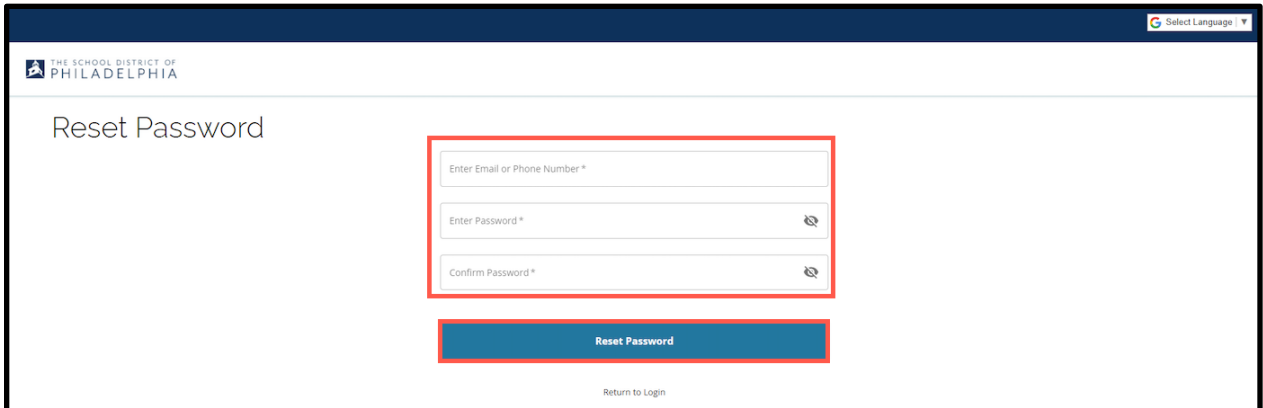 Select Language ▼
THE SCHOOL DISTRICT OF
PHILADELPHIA
Reset Password
Enter Email or Phone Number *
Enter Password *
Confirm Password *
Reset Password
Return to Login